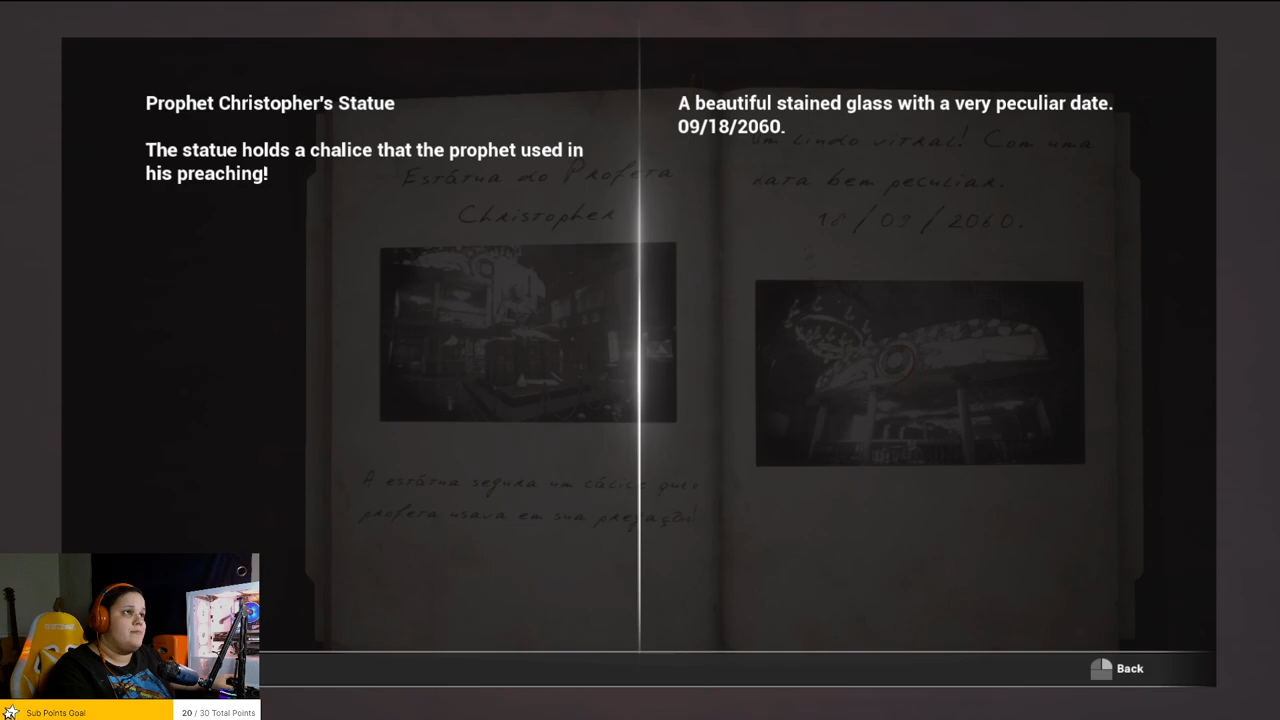 Prophet Christopher's Statue
The statue holds a chalice that the prophet used in
his preaching!
A beautiful stained glass with a very peculiar date.
09/18/2060.
Estátua do Profeta
Christopher
A estátua segura um cálice que o
profeta usava em sua pregação!
um lindo vitral! Com uma
data bem peculiar.
18/09/2060.
Back
Sub Points Goal
20 / 30 Total Points